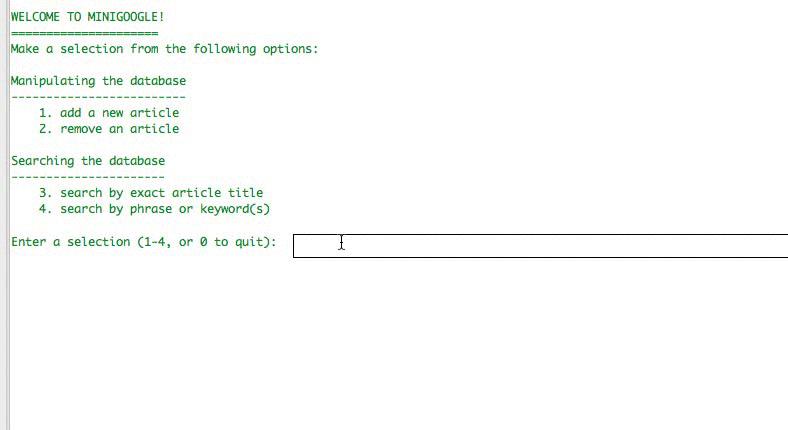 WELCOME TO MINIGOOGLE!
=====================
Make a selection from the following options:
Manipulating the database
-------------------------
1. add a new article
2. remove an article
Searching the database
----------------------
3. search by exact article title
4. search by phrase or keyword(s)
Enter a selection (1-4, or 0 to quit):